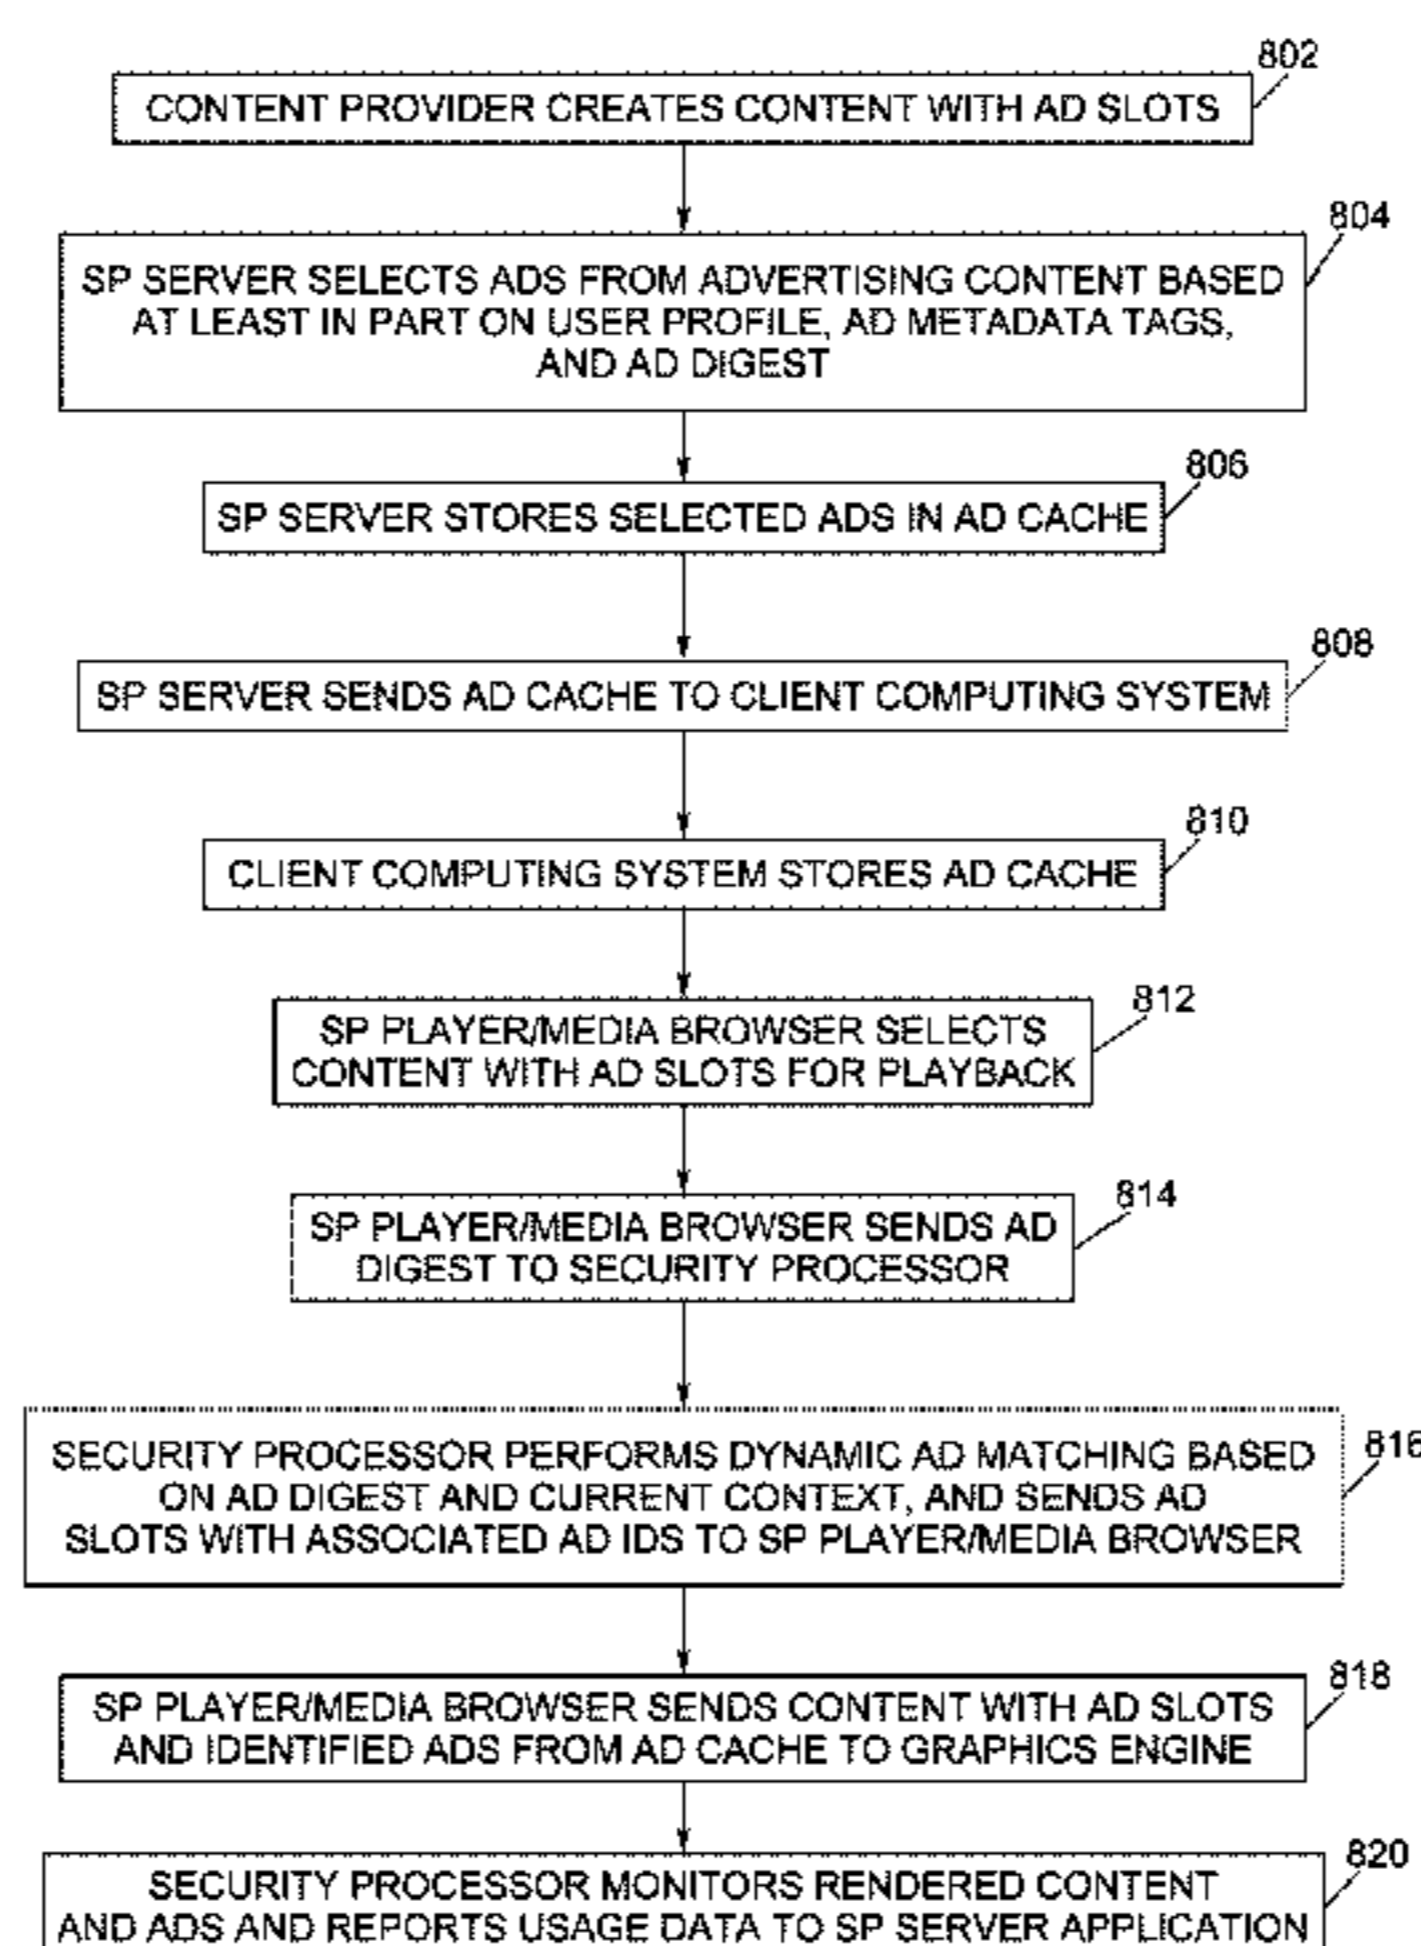 802
CONTENT PROVIDER CREATES CONTENT WITH AD SLOTS
804
SP SERVER SELECTS ADS FROM ADVERTISING CONTENT BASED
AT LEAST IN PART ON USER PROFILE, AD METADATA TAGS,
AND AD DIGEST
806
SP SERVER STORES SELECTED ADS IN AD CACHE
808
SP SERVER SENDS AD CACHE TO CLIENT COMPUTING SYSTEM
810
CLIENT COMPUTING SYSTEM STORES AD CACHE
812
SP PLAYER/MEDIA BROWSER SELECTS
CONTENT WITH AD SLOTS FOR PLAYBACK
814
SP PLAYER/MEDIA BROWSER SENDS AD
DIGEST TO SECURITY PROCESSOR
816
SECURITY PROCESSOR PERFORMS DYNAMIC AD MATCHING BASED
ON AD DIGEST AND CURRENT CONTEXT, AND SENDS AD
SLOTS WITH ASSOCIATED AD IDS TO SP PLAYER/MEDIA BROWSER
818
SP PLAYER/MEDIA BROWSER SENDS CONTENT WITH AD SLOTS
AND IDENTIFIED ADS FROM AD CACHE TO GRAPHICS ENGINE
820
SECURITY PROCESSOR MONITORS RENDERED CONTENT
AND ADS AND REPORTS USAGE DATA TO SP SERVER APPLICATION